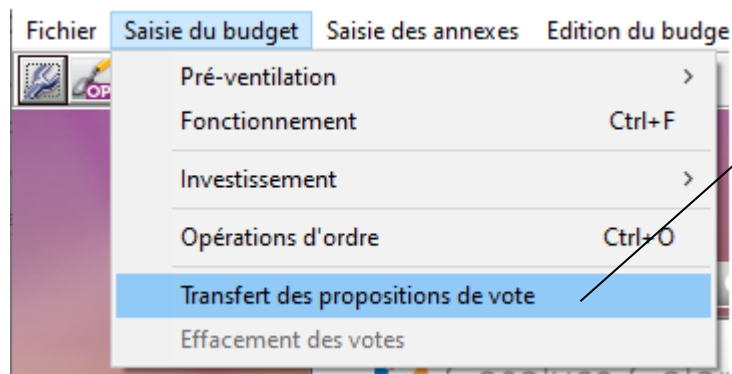 Fichier Saisie du budget Saisie des annexes Edition du budge
OP
Pré-ventilation
Fonctionnement Ctrl+F
Investissement
Opérations d'ordre Ctrl+O
Transfert des propositions de vote
Effacement des votes